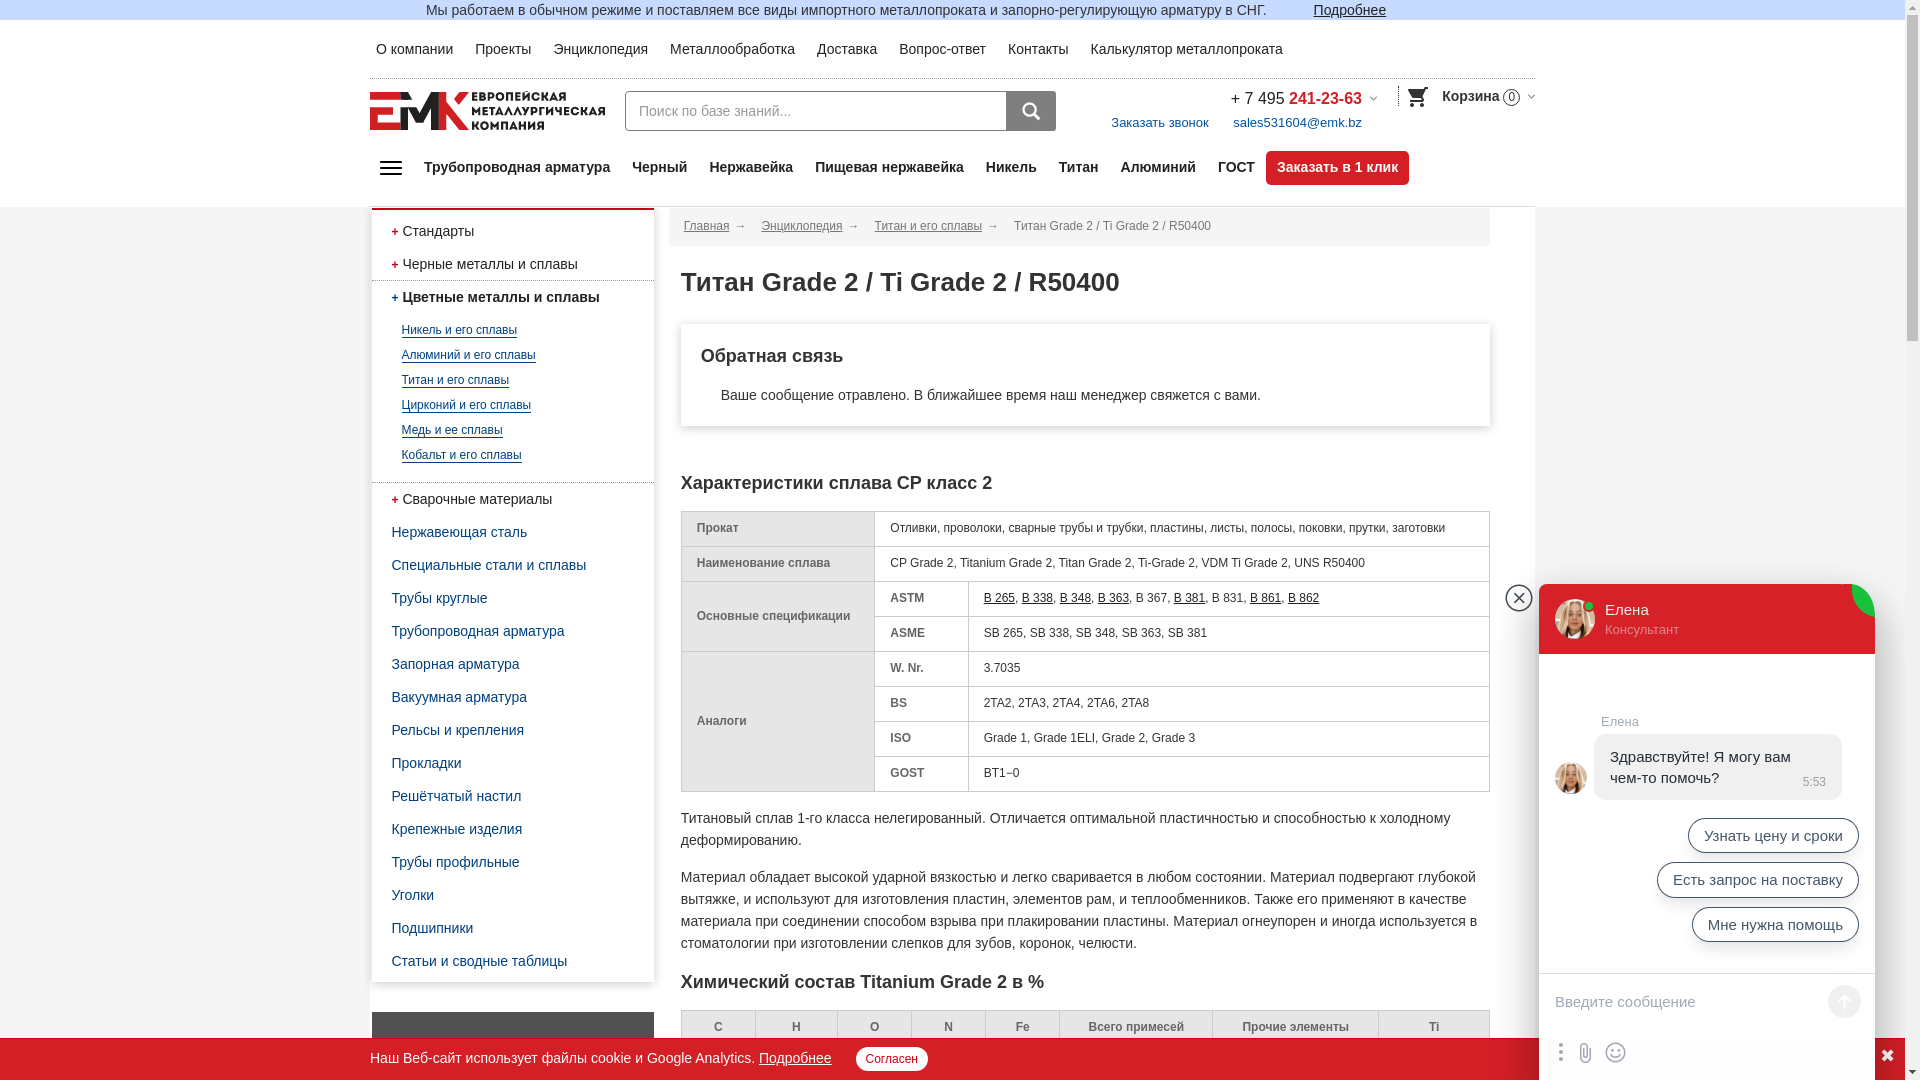 Мы работаем в обычном режиме и поставляем все виды импортного металлопроката и запорно-регулирующую арматуру в СНГ. Подробнее
О компании Проекты Энциклопедия Металлообработка Доставка Вопрос-ответ Контакты Калькулятор металлопроката
ЕМК ЕВРОПЕЙСКАЯ
МЕТАЛЛУРГИЧЕСКАЯ
КОМПАНИЯ
Поиск по базе знаний...
+ 7 495 241-23-63
Заказать звонок sales531604@emk.bz
Корзина 0
Трубопроводная арматура Черный Нержавейка Пищевая нержавейка Никель Титан Алюминий ГОСТ Заказать в 1 клик
+ Стандарты
+ Черные металлы и сплавы
+ Цветные металлы и сплавы
Никель и его сплавы
Алюминий и его сплавы
Титан и его сплавы
Цирконий и его сплавы
Медь и ее сплавы
Кобальт и его сплавы
+ Сварочные материалы
Нержавеющая сталь
Специальные стали и сплавы
Трубы круглые
Трубопроводная арматура
Запорная арматура
Вакуумная арматура
Рельсы и крепления
Прокладки
Решётчатый настил
Крепежные изделия
Трубы профильные
Уголки
Подшипники
Статьи и сводные таблицы
Главная → Энциклопедия → Титан и его сплавы → Титан Grade 2 / Ti Grade 2 / R50400
Титан Grade 2 / Ti Grade 2 / R50400
Обратная связь
Ваше сообщение отравлено. В ближайшее время наш менеджер свяжется с вами.
Характеристики сплава CP класс 2
Прокат Отливки, проволоки, сварные трубы и трубки, пластины, листы, полосы, поковки, прутки, заготовки
Наименование сплава CP Grade 2, Titanium Grade 2, Titan Grade 2, Ti-Grade 2, VDM Ti Grade 2, UNS R50400
Основные спецификации
ASTM B 265, B 338, B 348, B 363, B 367, B 381, B 831, B 861, B 862
ASME SB 265, SB 338, SB 348, SB 363, SB 381
Аналоги
W. Nr. 3.7035
BS 2TA2, 2TA3, 2TA4, 2TA6, 2TA8
ISO Grade 1, Grade 1ELI, Grade 2, Grade 3
GOST ВТ1−0
Титановый сплав 1-го класса нелегированный. Отличается оптимальной пластичностью и способностью к холодному
деформированию.
Материал обладает высокой ударной вязкостью и легко сваривается в любом состоянии. Материал подвергают глубокой
вытяжке, и используют для изготовления пластин, элементов рам, и теплообменников. Также его применяют в качестве
материала при соединении способом взрыва при плакировании пластины. Материал огнеупорен и иногда используется в
стоматологии при изготовлении слепков для зубов, коронок, челюсти.
Химический состав Titanium Grade 2 в %
C H O N Fe Всего примесей Прочие элементы Ti
Елена
Консультант
Елена
Здравствуйте! Я могу вам
чем-то помочь? 5:53
Узнать цену и сроки
Есть запрос на поставку
Мне нужна помощь
Введите сообщение
Наш Веб-сайт использует файлы cookie и Google Analytics. Подробнее Согласен